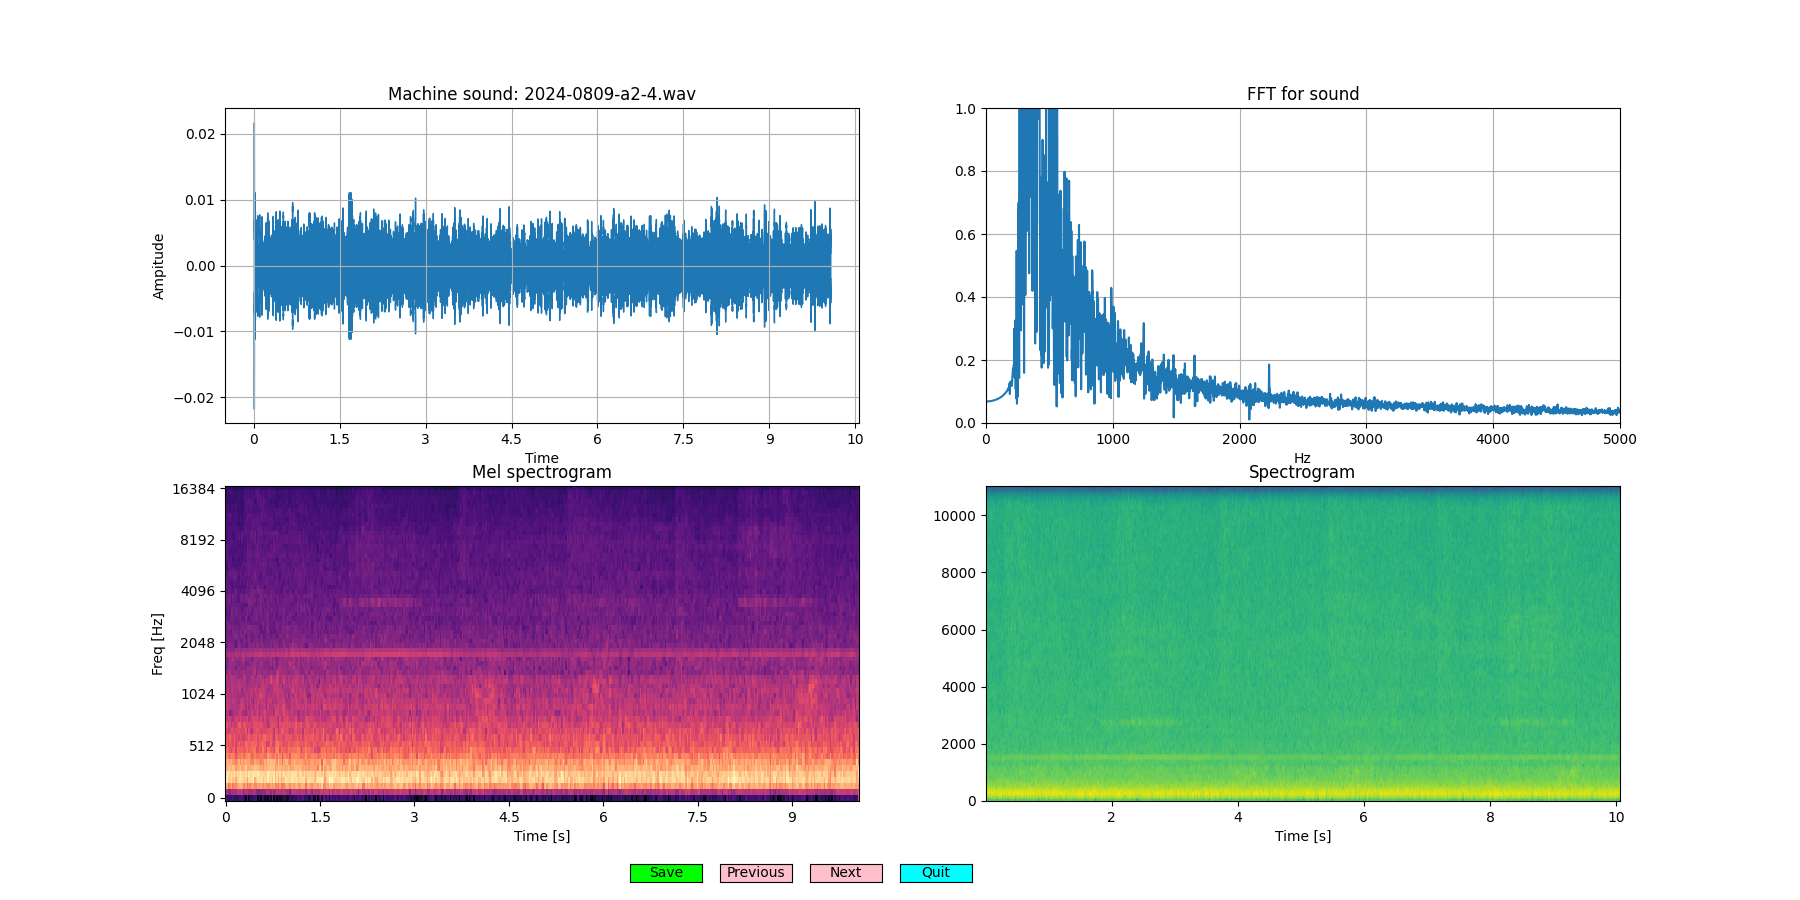 Machine sound: 2024-0809-a2-4.wav
0.02
0.01
0.00
−0.01
−0.02
Ampitude
0 1.5 3 4.5 6 7.5 9 10
Time
FFT for sound
1.0
0.8
0.6
0.4
0.2
0.0
0 1000 2000 3000 4000 5000
Hz
Mel spectrogram
16384
8192
4096
2048
1024
512
0
Freq [Hz]
0 1.5 3 4.5 6 7.5 9
Time [s]
Spectrogram
10000
8000
6000
4000
2000
0
2 4 6 8 10
Time [s]
Save Previous Next Quit